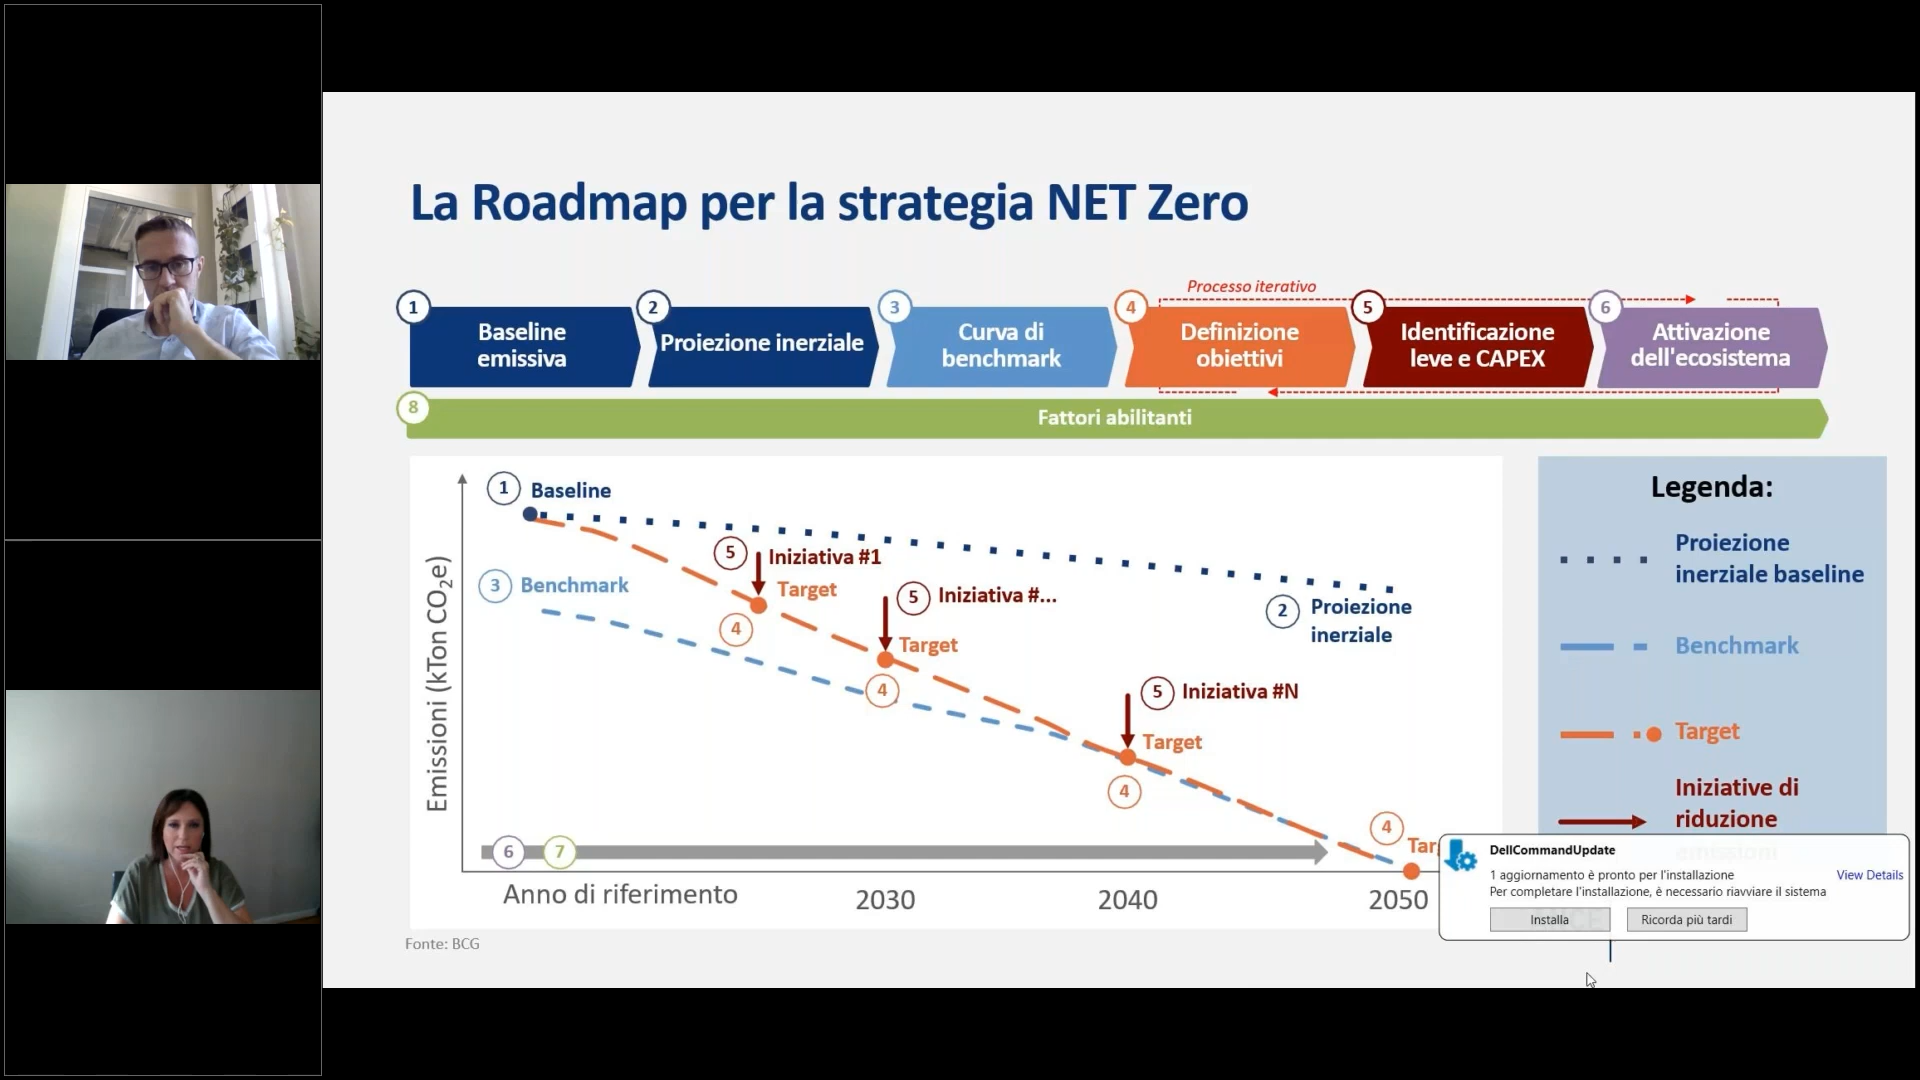 La Roadmap per la strategia NET Zero
Processo iterativo
1
Baseline
emissiva
2
Proiezione inerziale
3
Curva di
benchmark
4
Definizione
obiettivi
5
Identificazione
leve e CAPEX
6
Attivazione
dell'ecosistema
8
Fattori abilitanti
Emissioni (kTon CO2e)
1 Baseline
3 Benchmark
5 Iniziativa #1
Target
4
5 Iniziativa #...
Target
4
2 Proiezione
inerziale
5 Iniziativa #N
Target
4
4
6 7
Anno di riferimento
2030
2040
2050
Fonte: BCG
Legenda:
Proiezione
inerziale baseline
Benchmark
Target
Iniziative di
riduzione
DellCommandUpdate
1 aggiornamento è pronto per l'installazione
View Details
Per completare l'installazione, è necessario riavviare il sistema
Installa
Ricorda più tardi